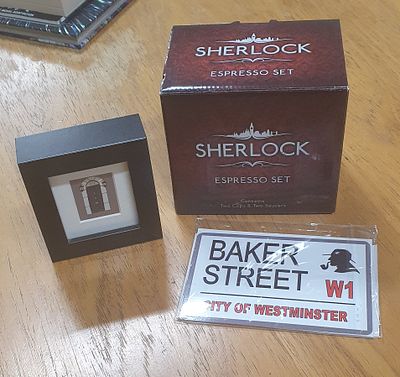 SHERLOCK
ESPRESSO SET
SHERLOCK
ESPRESSO SET
Contains
Two Cups & Two Saucers
BAKER
STREET
W1
CITY OF WESTMINSTER